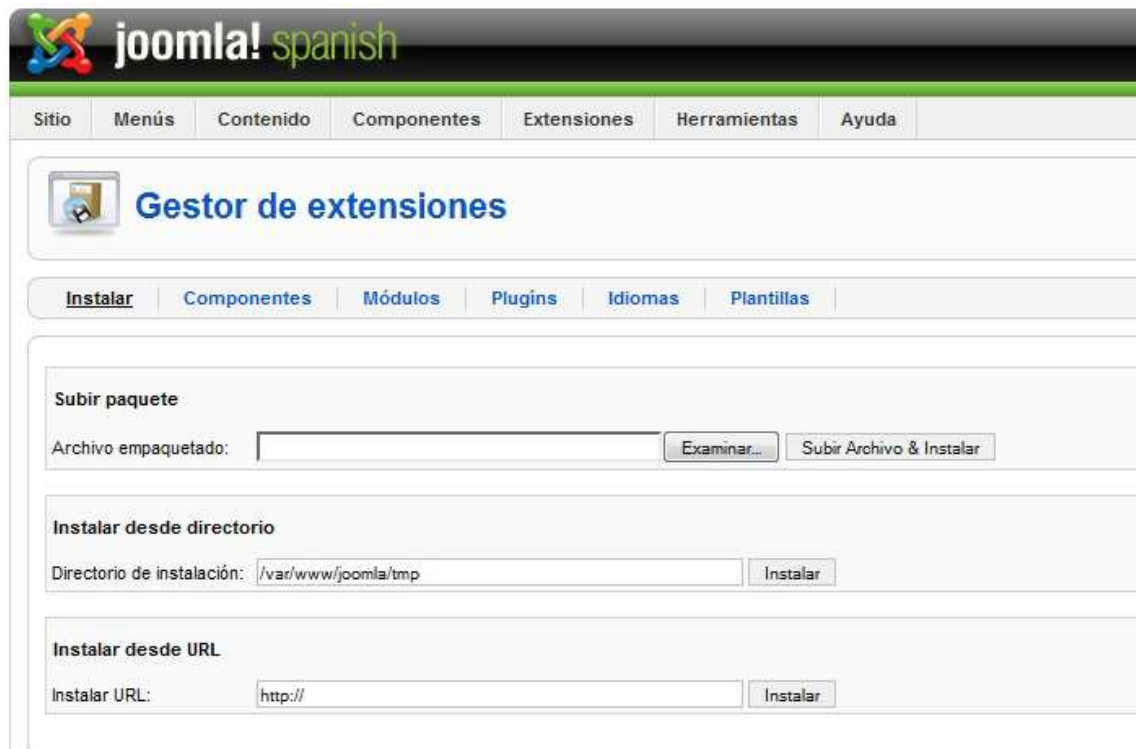 joomla! spanish
Sitio Menús Contenido Componentes Extensiones Herramientas Ayuda
Gestor de extensiones
Instalar Componentes Módulos Plugins Idiomas Plantillas
Subir paquete
Archivo empaquetado: Examinar... Subir Archivo & Instalar
Instalar desde directorio
Directorio de instalación: /var/www/joomla/tmp Instalar
Instalar desde URL
Instalar URL: http:// Instalar